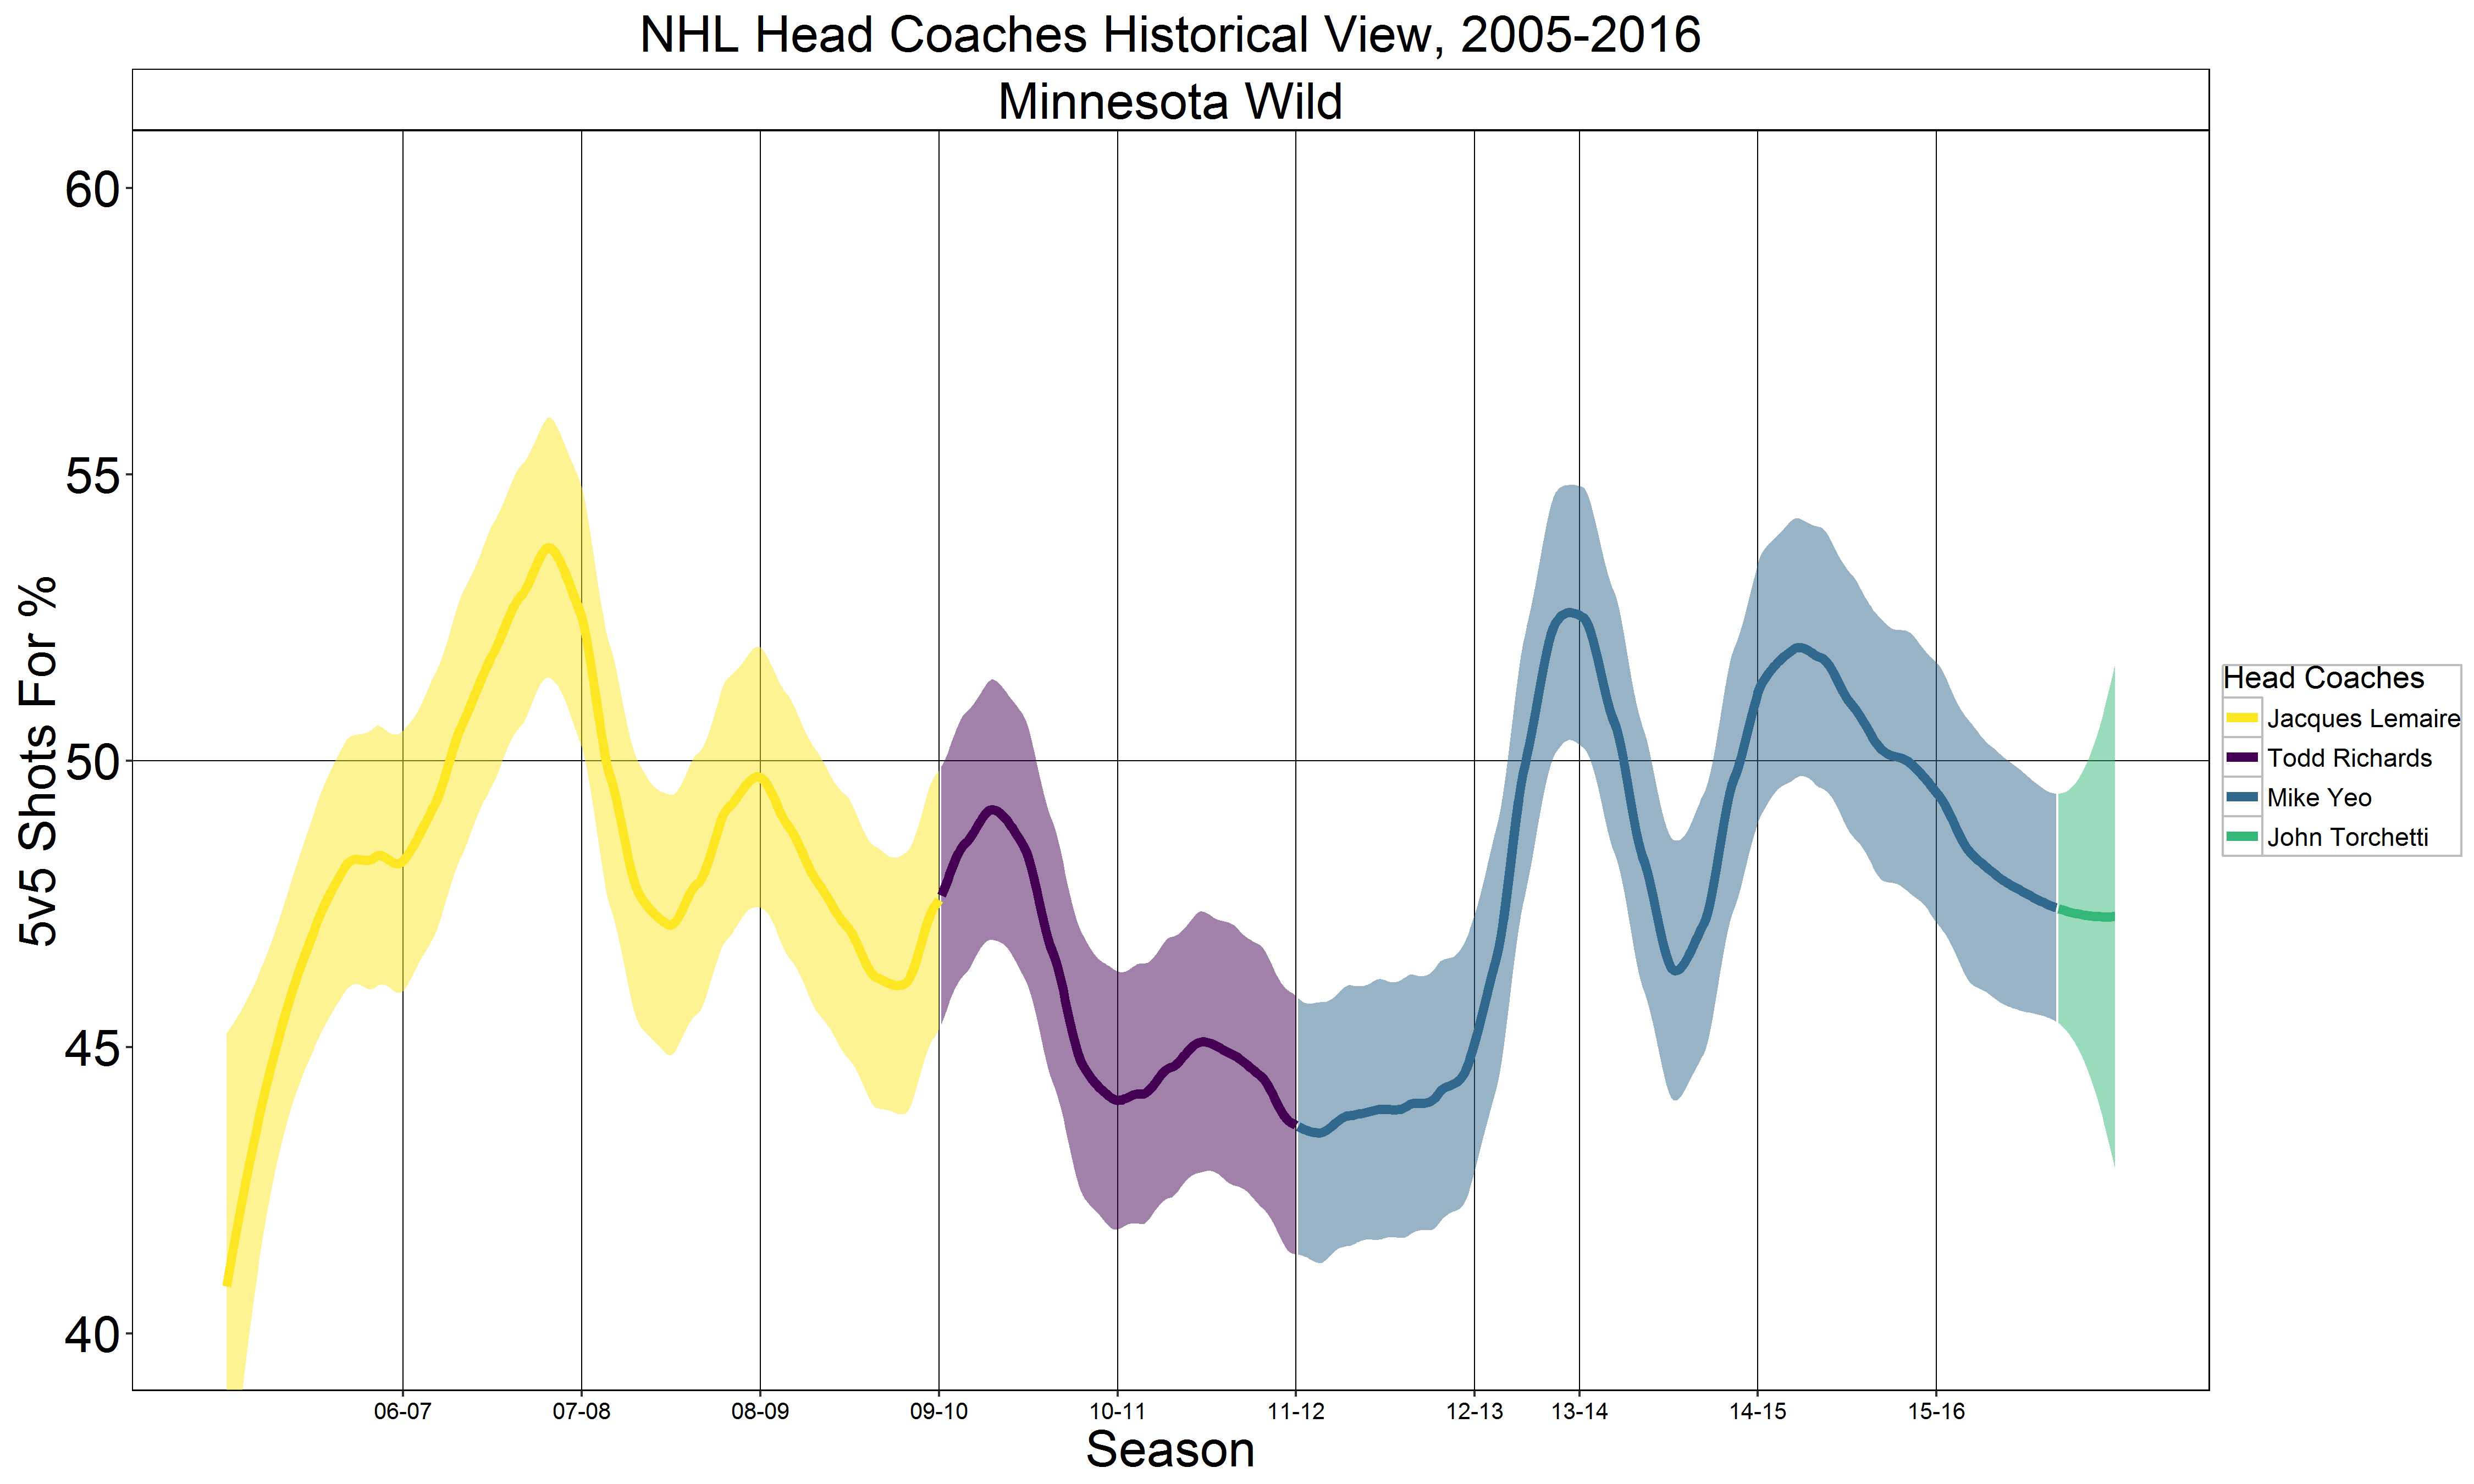 NHL Head Coaches Historical View, 2005-2016
Minnesota Wild
60
55
50
45
40
5v5 Shots For %
06-07 07-08 08-09 09-10 10-11 11-12 12-13 13-14 14-15 15-16
Season
Head Coaches
Jacques Lemaire
Todd Richards
Mike Yeo
John Torchetti